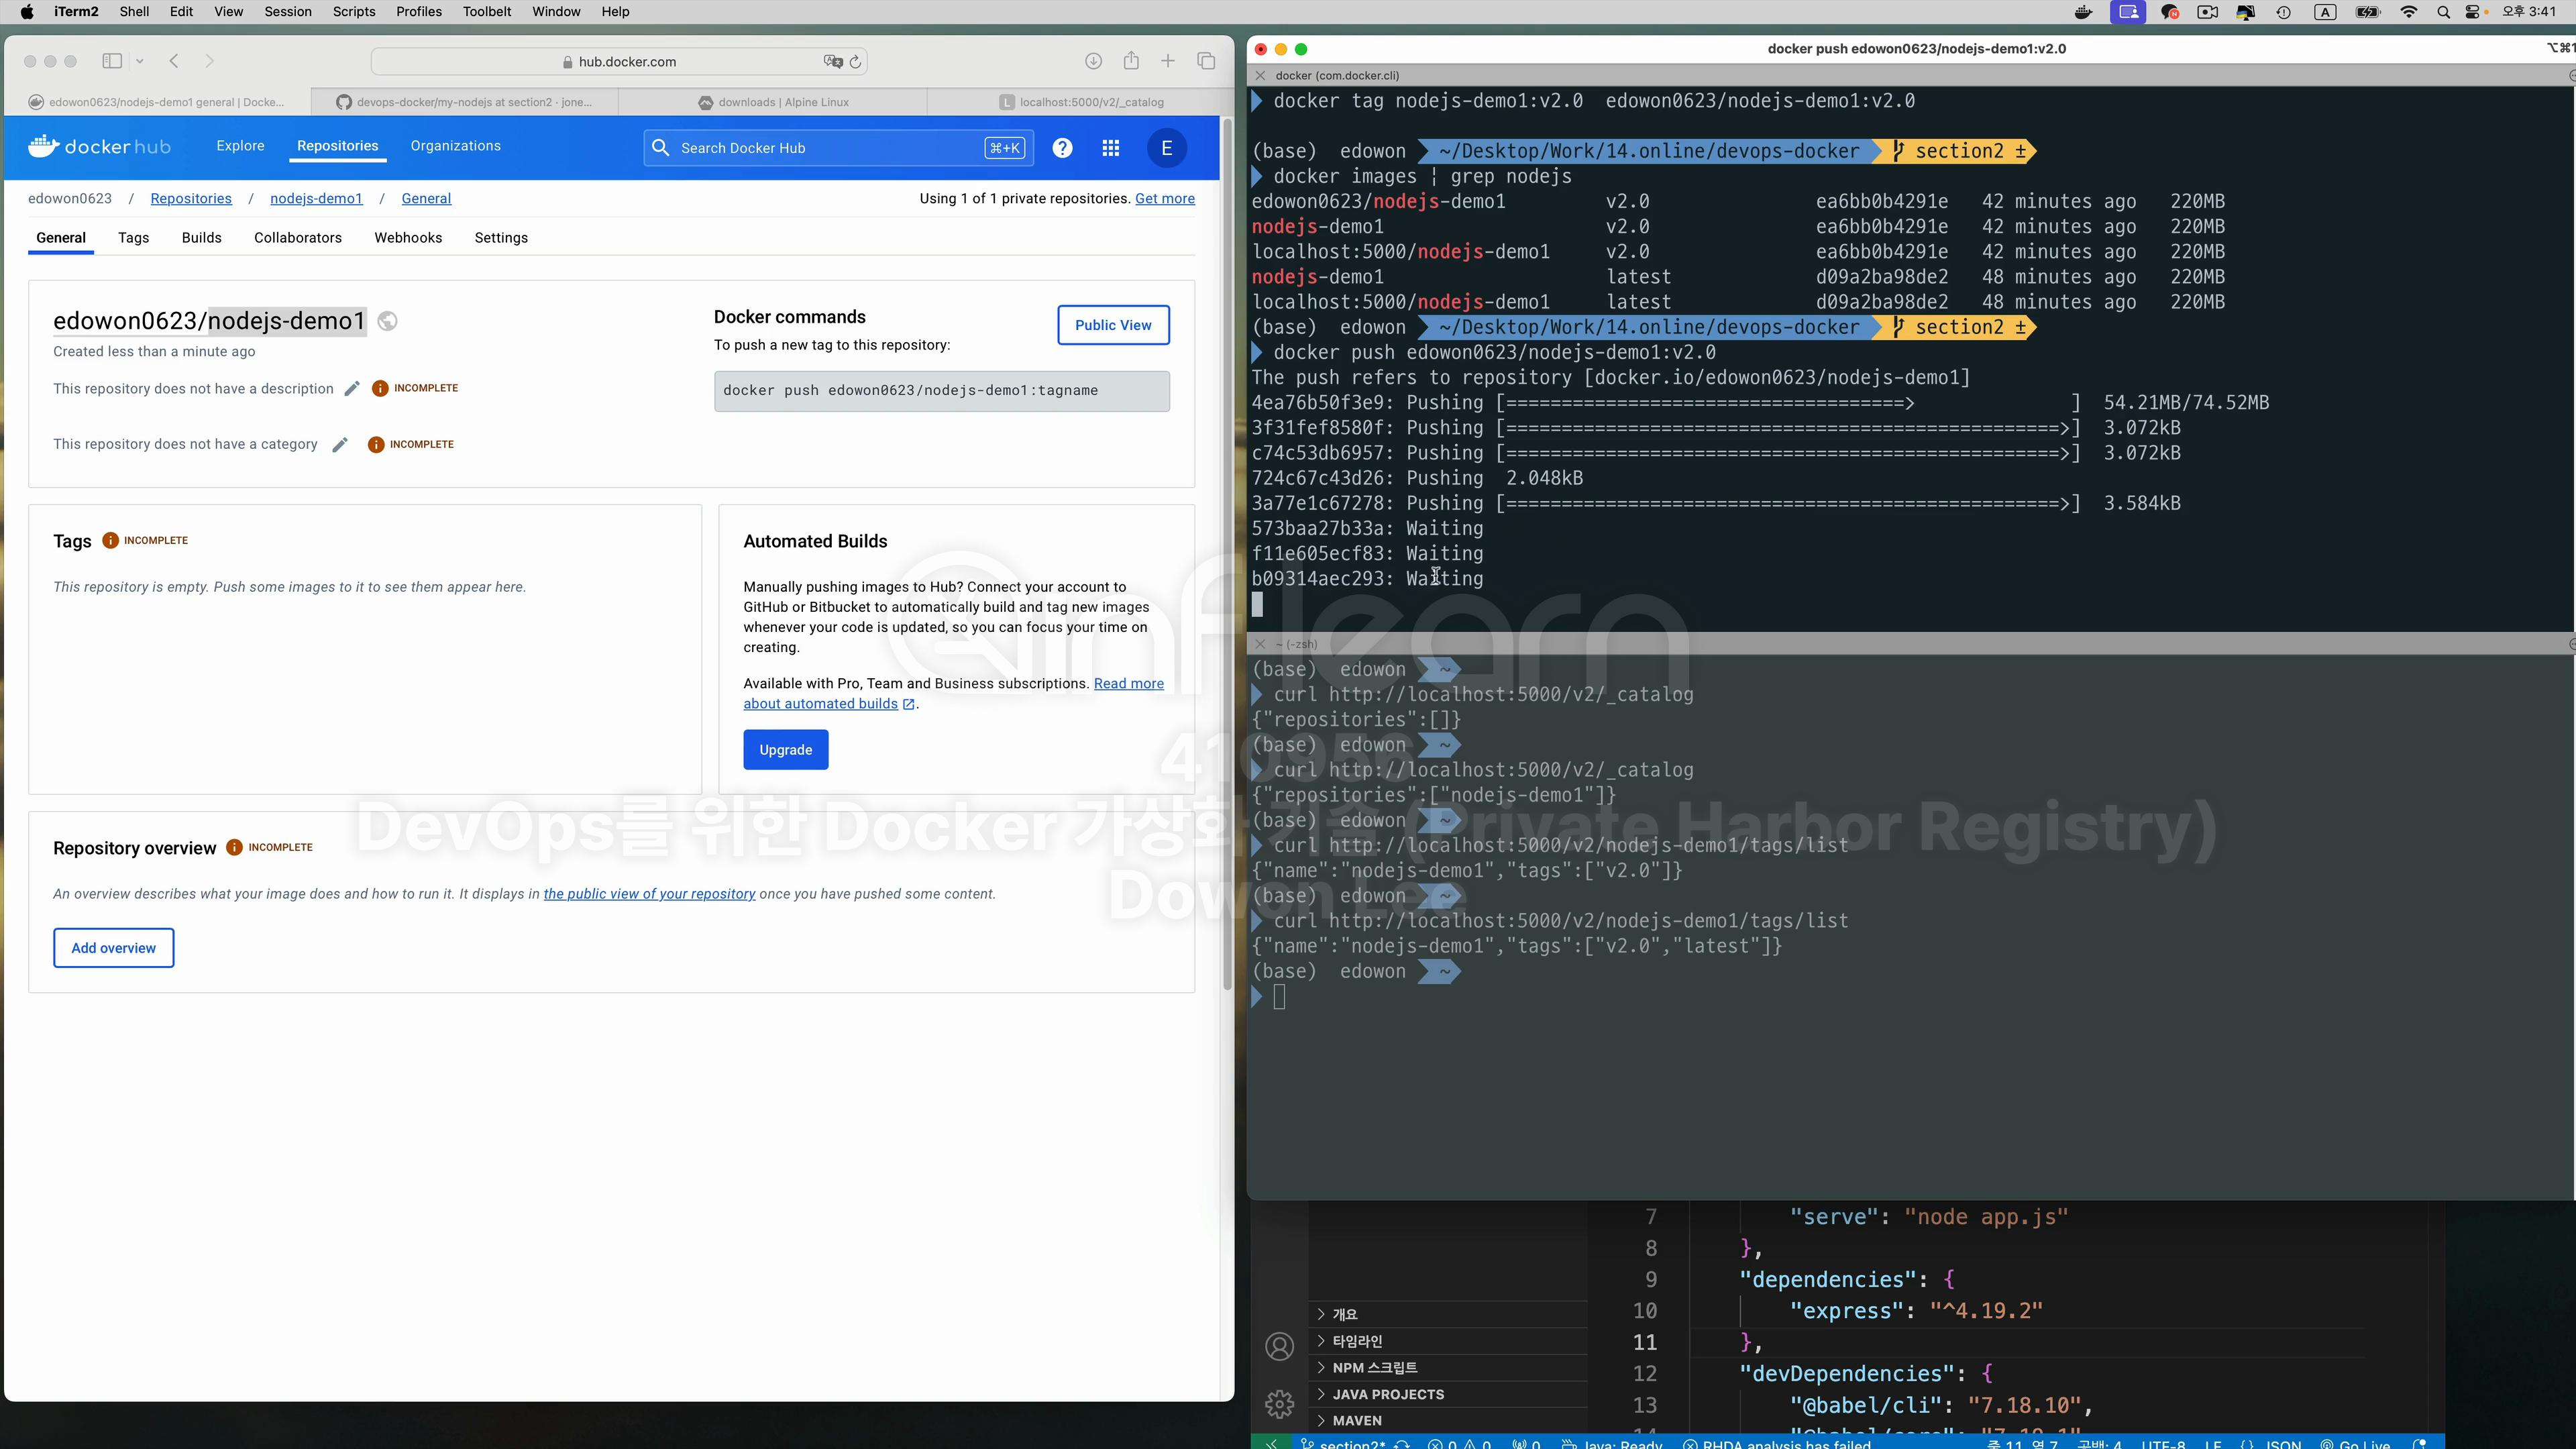 iTerm2 Shell Edit View Session Scripts Profiles Toolbelt Window Help
A 오후 3:41
hub.docker.com
edowon0623/nodejs-demo1 general | Docke...
devops-docker/my-nodejs at section2 · jone...
downloads | Alpine Linux
L localhost:5000/v2/_catalog
docker hub Explore Repositories Organizations
Search Docker Hub ⌘+K ? E
edowon0623 / Repositories / nodejs-demo1 / General
Using 1 of 1 private repositories. Get more
General Tags Builds Collaborators Webhooks Settings
edowon0623/nodejs-demo1
Created less than a minute ago
This repository does not have a description INCOMPLETE
This repository does not have a category INCOMPLETE
Docker commands
Public View
To push a new tag to this repository:
docker push edowon0623/nodejs-demo1:tagname
Tags INCOMPLETE
This repository is empty. Push some images to it to see them appear here.
Automated Builds
Manually pushing images to Hub? Connect your account to
GitHub or Bitbucket to automatically build and tag new images
whenever your code is updated, so you can focus your time on
creating.
Available with Pro, Team and Business subscriptions. Read more
about automated builds .
Upgrade
Repository overview INCOMPLETE
An overview describes what your image does and how to run it. It displays in the public view of your repository once you have pushed some content.
Add overview
docker push edowon0623/nodejs-demo1:v2.0
docker (com.docker.cli)
docker tag nodejs-demo1:v2.0 edowon0623/nodejs-demo1:v2.0
(base) edowon ~/Desktop/Work/14.online/devops-docker section2 ±
docker images | grep nodejs
edowon0623/nodejs-demo1 v2.0 ea6bb0b4291e 42 minutes ago 220MB
nodejs-demo1 v2.0 ea6bb0b4291e 42 minutes ago 220MB
localhost:5000/nodejs-demo1 v2.0 ea6bb0b4291e 42 minutes ago 220MB
nodejs-demo1 latest d09a2ba98de2 48 minutes ago 220MB
localhost:5000/nodejs-demo1 latest d09a2ba98de2 48 minutes ago 220MB
(base) edowon ~/Desktop/Work/14.online/devops-docker section2 ±
docker push edowon0623/nodejs-demo1:v2.0
The push refers to repository [docker.io/edowon0623/nodejs-demo1]
4ea76b50f3e9: Pushing [====================================> ] 54.21MB/74.52MB
3f31fef8580f: Pushing [==================================================>] 3.072kB
c74c53db6957: Pushing [==================================================>] 3.072kB
724c67c43d26: Pushing 2.048kB
3a77e1c67278: Pushing [==================================================>] 3.584kB
573baa27b33a: Waiting
f11e605ecf83: Waiting
b09314aec293: Waiting
~ (-zsh)
(base) edowon ~
curl http://localhost:5000/v2/_catalog
{"repositories":[]}
(base) edowon ~
curl http://localhost:5000/v2/_catalog
{"repositories":["nodejs-demo1"]}
(base) edowon ~
curl http://localhost:5000/v2/nodejs-demo1/tags/list
{"name":"nodejs-demo1","tags":["v2.0"]}
(base) edowon ~
curl http://localhost:5000/v2/nodejs-demo1/tags/list
{"name":"nodejs-demo1","tags":["v2.0","latest"]}
(base) edowon ~
inflearn
410956
DevOps를 위한 Docker 가상화 기술 (Private Harbor Registry)
Dowon Lee
개요
타임라인
NPM 스크립트
JAVA PROJECTS
MAVEN
7 "serve": "node app.js"
8 },
9 "dependencies": {
10 "express": "^4.19.2"
11 },
12 "devDependencies": {
13 "@babel/cli": "7.18.10",
section2* 0 0 0 Java: Ready RHDA analysis has failed 줄 11, 열 7 공백: 4 UTF-8 LF {} JSON Go Live